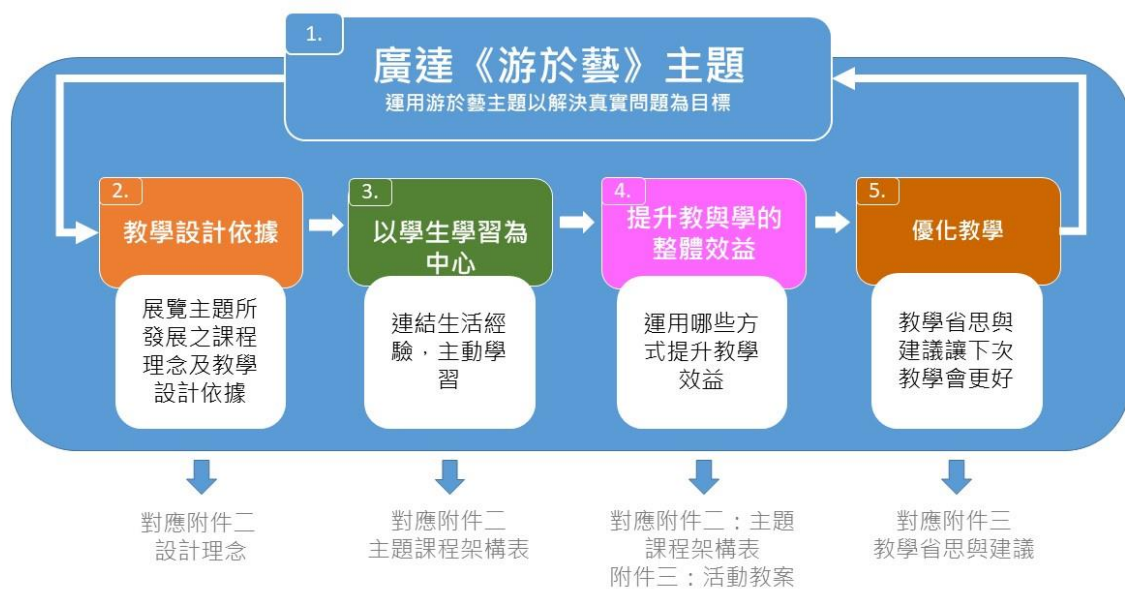 1.
廣達《游於藝》主題
運用游於藝主題以解決真實問題為目標
2.
教學設計依據
展覽主題所
發展之課程
理念及教學
設計依據
3.
以學生學習為
中心
連結生活經
驗，主動學
習
4.
提升教與學的
整體效益
運用哪些方
式提升教學
效益
5.
優化教學
教學省思與
建議讓下次
教學會更好
對應附件二
設計理念
對應附件二
主題課程架構表
對應附件二：主題
課程架構表
附件三：活動教案
對應附件三
教學省思與建議